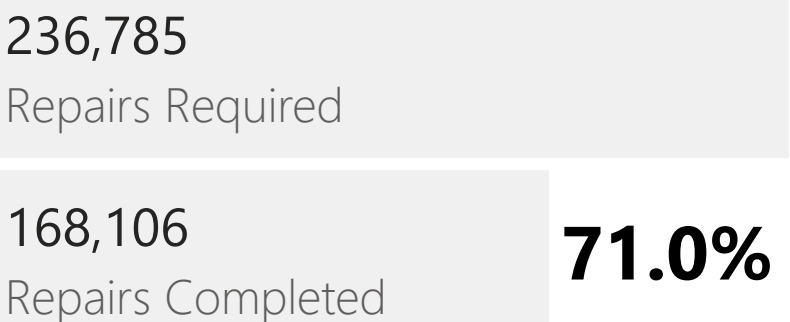 236,785
Repairs Required
168,106
Repairs Completed
71.0%